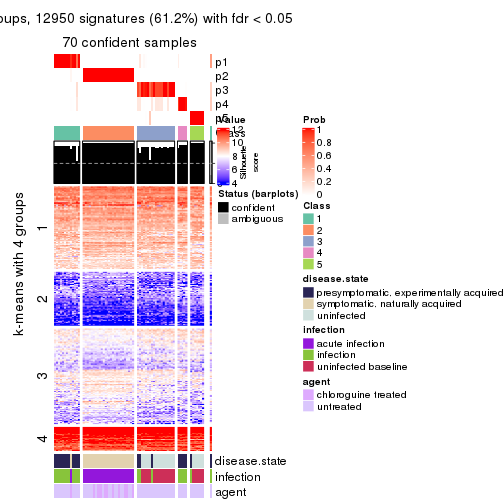 oups, 12950 signatures (61.2%) with fdr < 0.05
70 confident samples
p1
p2
p3
p4
p5
Class
Value
12
10
8
6
4
Silhouette
score
Prob
1
0.8
0.6
0.4
0.2
0
Status (barplots)
confident
ambiguous
Class
1
2
3
4
5
disease.state
presymptomatic, experimentally acquired
symptomatic, naturally acquired
uninfected
infection
acute infection
infection
uninfected baseline
agent
chloroguine treated
untreated
k-means with 4 groups
1
2
3
4
disease.state
infection
agent